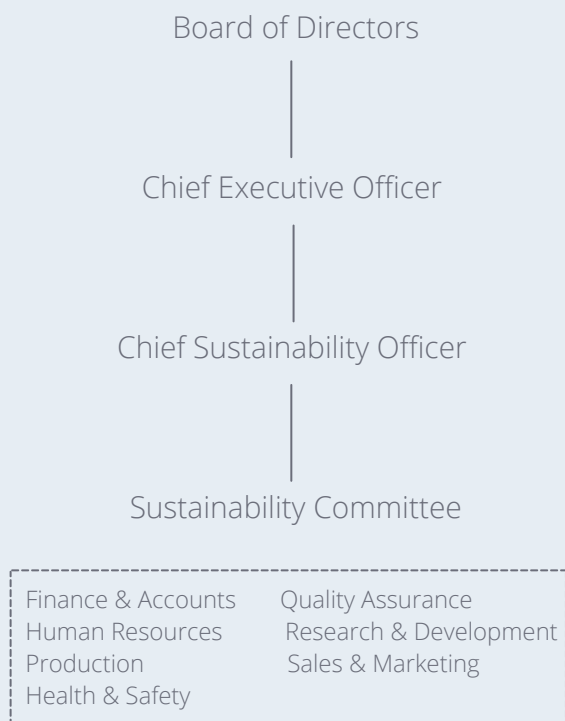 Board of Directors
Chief Executive Officer
Chief Sustainability Officer
Sustainability Committee
Finance & Accounts
Human Resources
Production
Health & Safety
Quality Assurance
Research & Development
Sales & Marketing